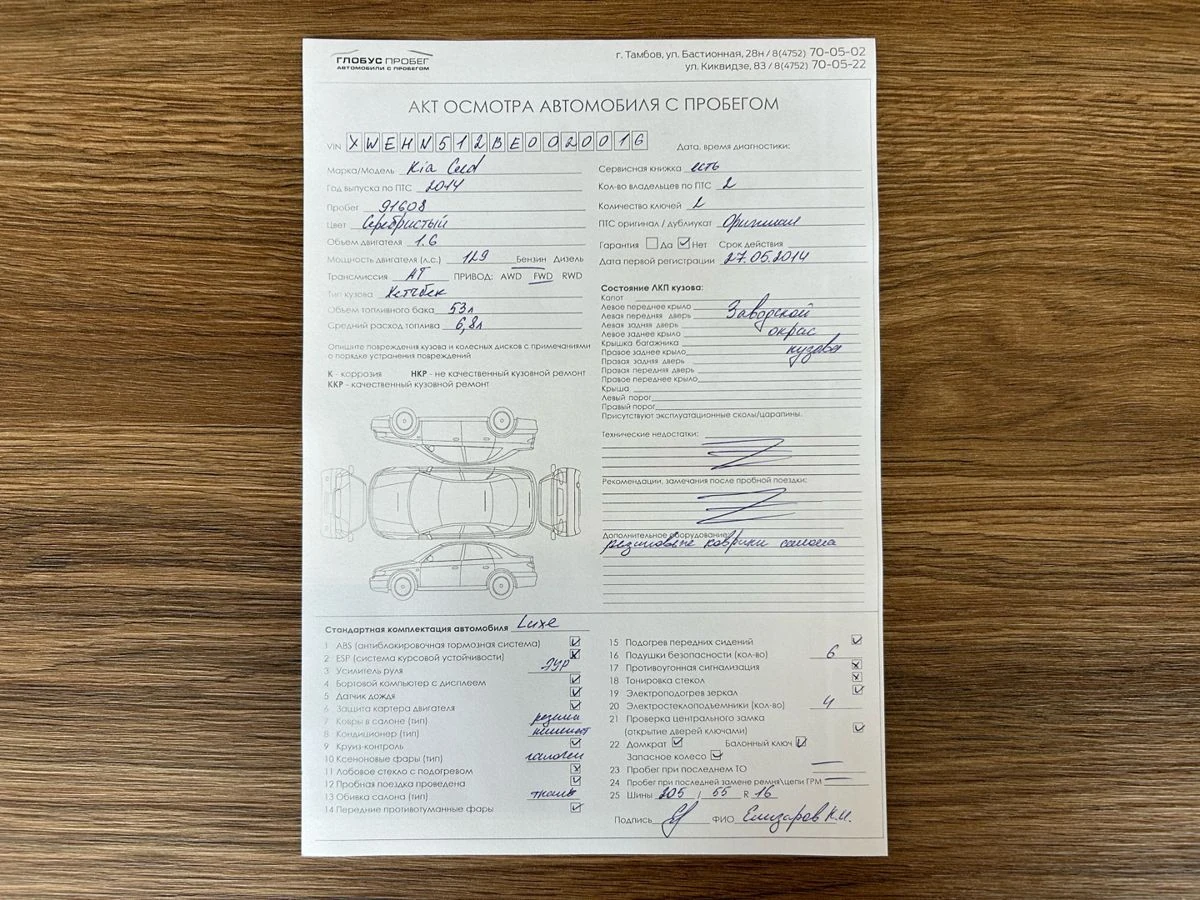 ГЛОБУС ПРОБЕГ
АВТОМОБИЛИ С ПРОБЕГОМ
г. Тамбов, ул. Бастионная, 28н / 8(4752) 70-05-02
ул. Киквидзе, 83 / 8(4752) 70-05-22
АКТ ОСМОТРА АВТОМОБИЛЯ С ПРОБЕГОМ
VIN XWEHN512BE0020016
Дата, время диагностики:
Марка/Модель Kia Ceed
Год выпуска по ПТС 2014
Пробег 91608
Цвет Серебристый
Объем двигателя 1.6
Мощность двигателя (л.с.) 129 Бензин Дизель
Трансмиссия АТ ПРИВОД: AWD FWD RWD
Тип кузова Хетчбек
Объем топливного бака 53л
Средний расход топлива 6,8л
Опишите повреждения кузова и колесных дисков с примечаниями
о порядке устранения повреждений
К - коррозия НКР - не качественный кузовной ремонт
ККР - качественный кузовной ремонт
Сервисная книжка есть
Кол-во владельцев по ПТС 2
Количество ключей 2
ПТС оригинал / дубликат Оригинал
Гарантия Да Нет Срок действия
Дата первой регистрации 27.05.2014
Состояние ЛКП кузова:
Капот
Левое переднее крыло
Левая передняя дверь
Левая задняя дверь
Левое заднее крыло
Крышка багажника
Правое заднее крыло
Правая задняя дверь
Правая передняя дверь
Правое переднее крыло
Крыша
Левый порог
Правый порог
Заводской
окрас
кузова
Присутствуют эксплуатационные сколы/царапины.
Технические недостатки:
Рекомендации, замечания после пробной поездки:
Дополнительное оборудование
резиновые коврики салона
Стандартная комплектация автомобиля Luxe
1 ABS (антиблокировочная тормозная система)
2 ESP (система курсовой устойчивости)
3 Усилитель руля ЭУР
4 Бортовой компьютер с дисплеем
5 Датчик дождя
6 Защита картера двигателя
7 Ковры в салоне (тип) резина
8 Кондиционер (тип)
9 Круиз-контроль
10 Ксеноновые фары (тип) галоген
11 Лобовое стекло с подогревом
12 Пробная поездка проведена
13 Обивка салона (тип) ткань
14 Передние противотуманные фары
15 Подогрев передних сидений
16 Подушки безопасности (кол-во) 6
17 Противоугонная сигнализация
18 Тонировка стекол
19 Электроподогрев зеркал
20 Электростеклоподъемники (кол-во) 4
21 Проверка центрального замка
(открытие дверей ключами)
22 Домкрат Балонный ключ
Запасное колесо
23 Пробег при последнем ТО
24 Пробег при последней замене ремня\цепи ГРМ
25 Шины 205 / 55 R 16
Подпись ФИО Елизаров К.И.